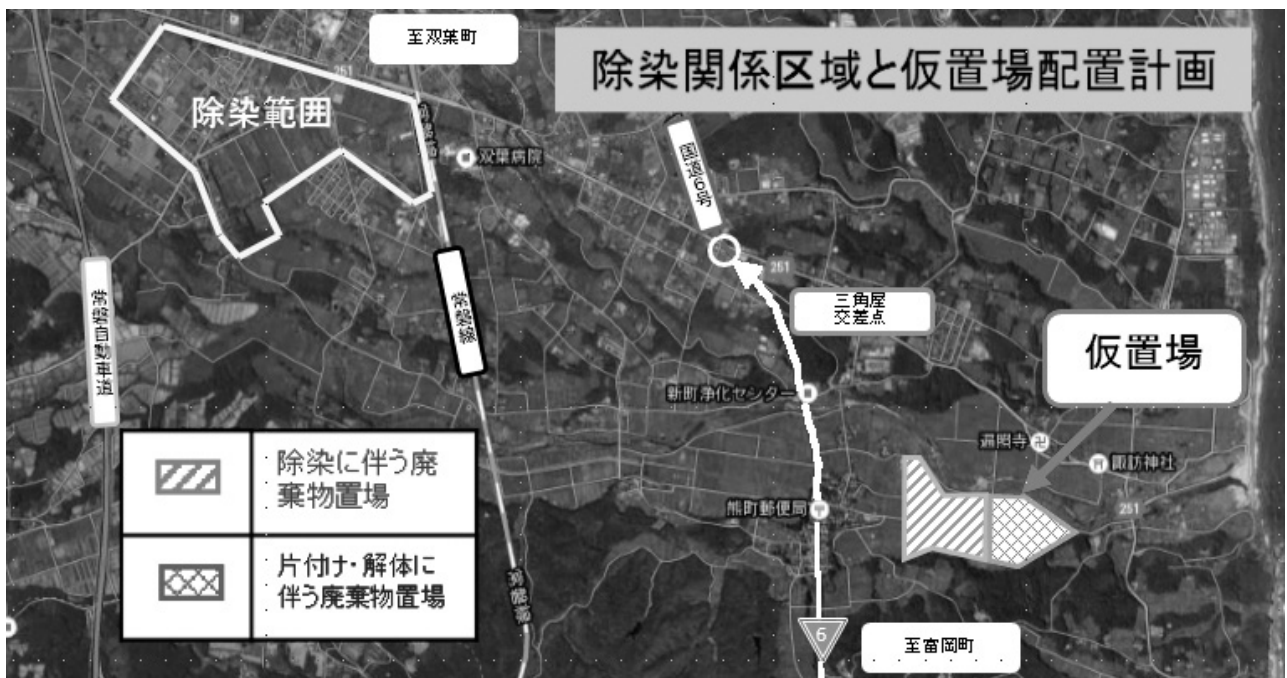 除染関係区域と仮置場配置計画
至双葉町
251
除染範囲
双葉病院
国道6号
251
三角屋
交差点
常磐自動車道
常磐線
仮置場
新町浄化センター
遍照寺
諏訪神社
除染に伴う廃
棄物置場
熊町郵便局
251
片付け・解体に
伴う廃棄物置場
常磐線
6
至富岡町